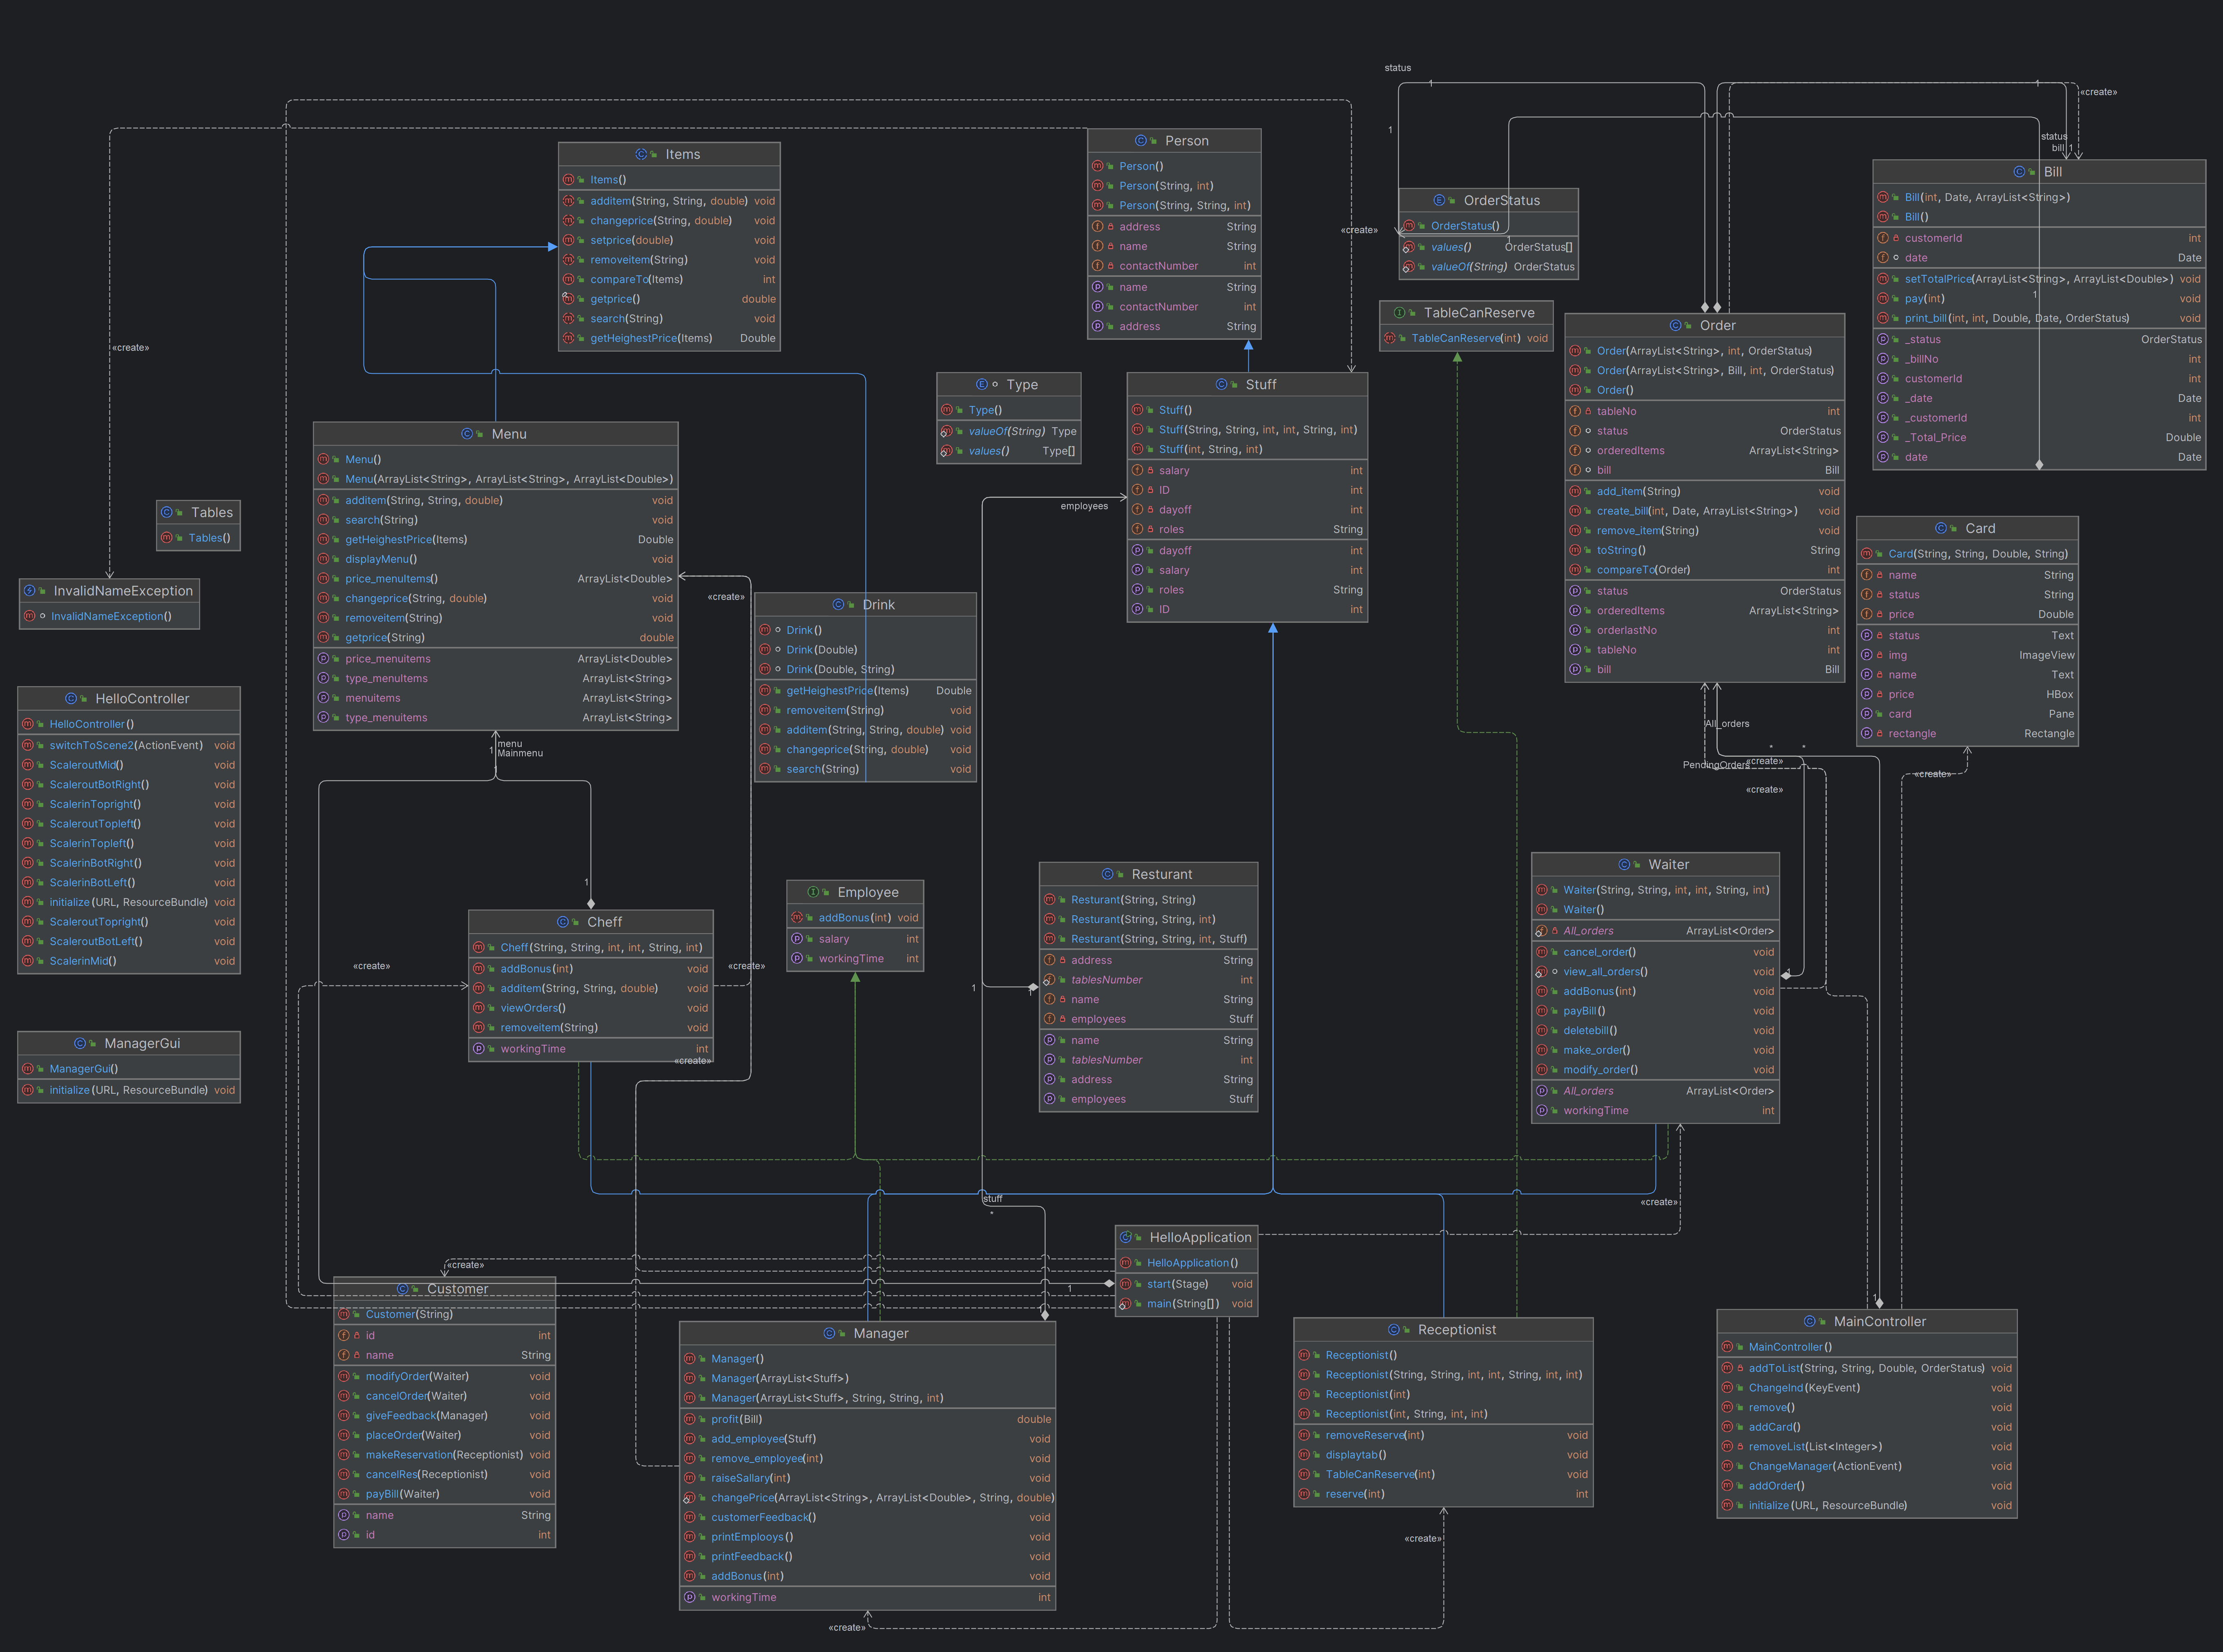 status
1
1
«create»
1
status
bill 1
«create»
«create»
1
1
Items
Items()
additem(String, String, double) void
changeprice(String, double) void
setprice(double) void
removeitem(String) void
compareTo(Items) int
getprice() double
search(String) void
getHeighestPrice(Items) Double
Person
Person()
Person(String, int)
Person(String, String, int)
address String
name String
contactNumber int
name String
contactNumber int
address String
OrderStatus
OrderStatus()
values() OrderStatus[]
valueOf(String) OrderStatus
Bill
Bill(int, Date, ArrayList<String>)
Bill()
customerId int
date Date
setTotalPrice(ArrayList<String>, ArrayList<Double>) void
pay(int) void
print_bill(int, int, Double, Date, OrderStatus) void
_status OrderStatus
_billNo int
customerId int
_date Date
_customerId int
_Total_Price Double
date Date
TableCanReserve
TableCanReserve(int) void
Order
Order(ArrayList<String>, int, OrderStatus)
Order(ArrayList<String>, Bill, int, OrderStatus)
Order()
tableNo int
status OrderStatus
orderedItems ArrayList<String>
bill Bill
add_item(String) void
create_bill(int, Date, ArrayList<String>) void
remove_item(String) void
toString() String
compareTo(Order) int
status OrderStatus
orderedItems ArrayList<String>
orderlastNo int
tableNo int
bill Bill
Type
Type()
valueOf(String) Type
values() Type[]
Stuff
Stuff()
Stuff(String, String, int, int, String, int)
Stuff(int, String, int)
salary int
ID int
dayoff int
roles String
dayoff int
salary int
roles String
ID int
Menu
Menu()
Menu(ArrayList<String>, ArrayList<String>, ArrayList<Double>)
additem(String, String, double) void
search(String) void
getHeighestPrice(Items) Double
displayMenu() void
price_menuItems() ArrayList<Double>
changeprice(String, double) void
removeitem(String) void
getprice(String) double
price_menuitems ArrayList<Double>
type_menuItems ArrayList<String>
menuitems ArrayList<String>
type_menuitems ArrayList<String>
Tables
Tables()
employees
Card
Card(String, String, Double, String)
name String
status String
price Double
status Text
img ImageView
name Text
price HBox
card Pane
rectangle Rectangle
InvalidNameException
InvalidNameException()
«create»
Drink
Drink()
Drink(Double)
Drink(Double, String)
getHeighestPrice(Items) Double
removeitem(String) void
additem(String, String, double) void
changeprice(String, double) void
search(String) void
HelloController
HelloController()
switchToScene2(ActionEvent) void
ScaleroutMid() void
ScaleroutBotRight() void
ScalerinTopright() void
ScaleroutTopleft() void
ScalerinTopleft() void
ScalerinBotRight() void
ScalerinBotLeft() void
initialize(URL, ResourceBundle) void
ScaleroutTopright() void
ScaleroutBotLeft() void
ScalerinMid() void
menu
1 Mainmenu
1
All_orders
* *
PendingOrders «create»
«create»
«create»
Waiter
Waiter(String, String, int, int, String, int)
Waiter()
All_orders ArrayList<Order>
cancel_order() void
view_all_orders() void
addBonus(int) void
payBill() void
deletebill() void
make_order() void
modify_order() void
All_orders ArrayList<Order>
workingTime int
1
Resturant
Resturant(String, String)
Resturant(String, String, int)
Resturant(String, String, int, Stuff)
address String
tablesNumber int
name String
employees Stuff
name String
tablesNumber int
address String
employees Stuff
1
1
Employee
addBonus(int) void
salary int
workingTime int
1
Cheff
Cheff(String, String, int, int, String, int)
addBonus(int) void
additem(String, String, double) void
viewOrders() void
removeitem(String) void
workingTime int
«create»
«create»
«create»
ManagerGui
ManagerGui()
initialize(URL, ResourceBundle) void
stuff
*
«create»
HelloApplication
HelloApplication()
start(Stage) void
main(String[]) void
1
«create»
Customer
Customer(String)
id int
name String
modifyOrder(Waiter) void
cancelOrder(Waiter) void
giveFeedback(Manager) void
placeOrder(Waiter) void
makeReservation(Receptionist) void
cancelRes(Receptionist) void
payBill(Waiter) void
name String
id int
1
Manager
Manager()
Manager(ArrayList<Stuff>)
Manager(ArrayList<Stuff>, String, String, int)
profit(Bill) double
add_employee(Stuff) void
remove_employee(int) void
raiseSallary(int) void
changePrice(ArrayList<String>, ArrayList<Double>, String, double) void
customerFeedback() void
printEmplooys() void
printFeedback() void
addBonus(int) void
workingTime int
«create»
Receptionist
Receptionist()
Receptionist(String, String, int, int, String, int, int)
Receptionist(int)
Receptionist(int, String, int, int)
removeReserve(int) void
displaytab() void
TableCanReserve(int) void
reserve(int) int
«create»
1
MainController
MainController()
addToList(String, String, Double, OrderStatus) void
ChangeInd(KeyEvent) void
remove() void
addCard() void
removeList(List<Integer>) void
ChangeManager(ActionEvent) void
addOrder() void
initialize(URL, ResourceBundle) void